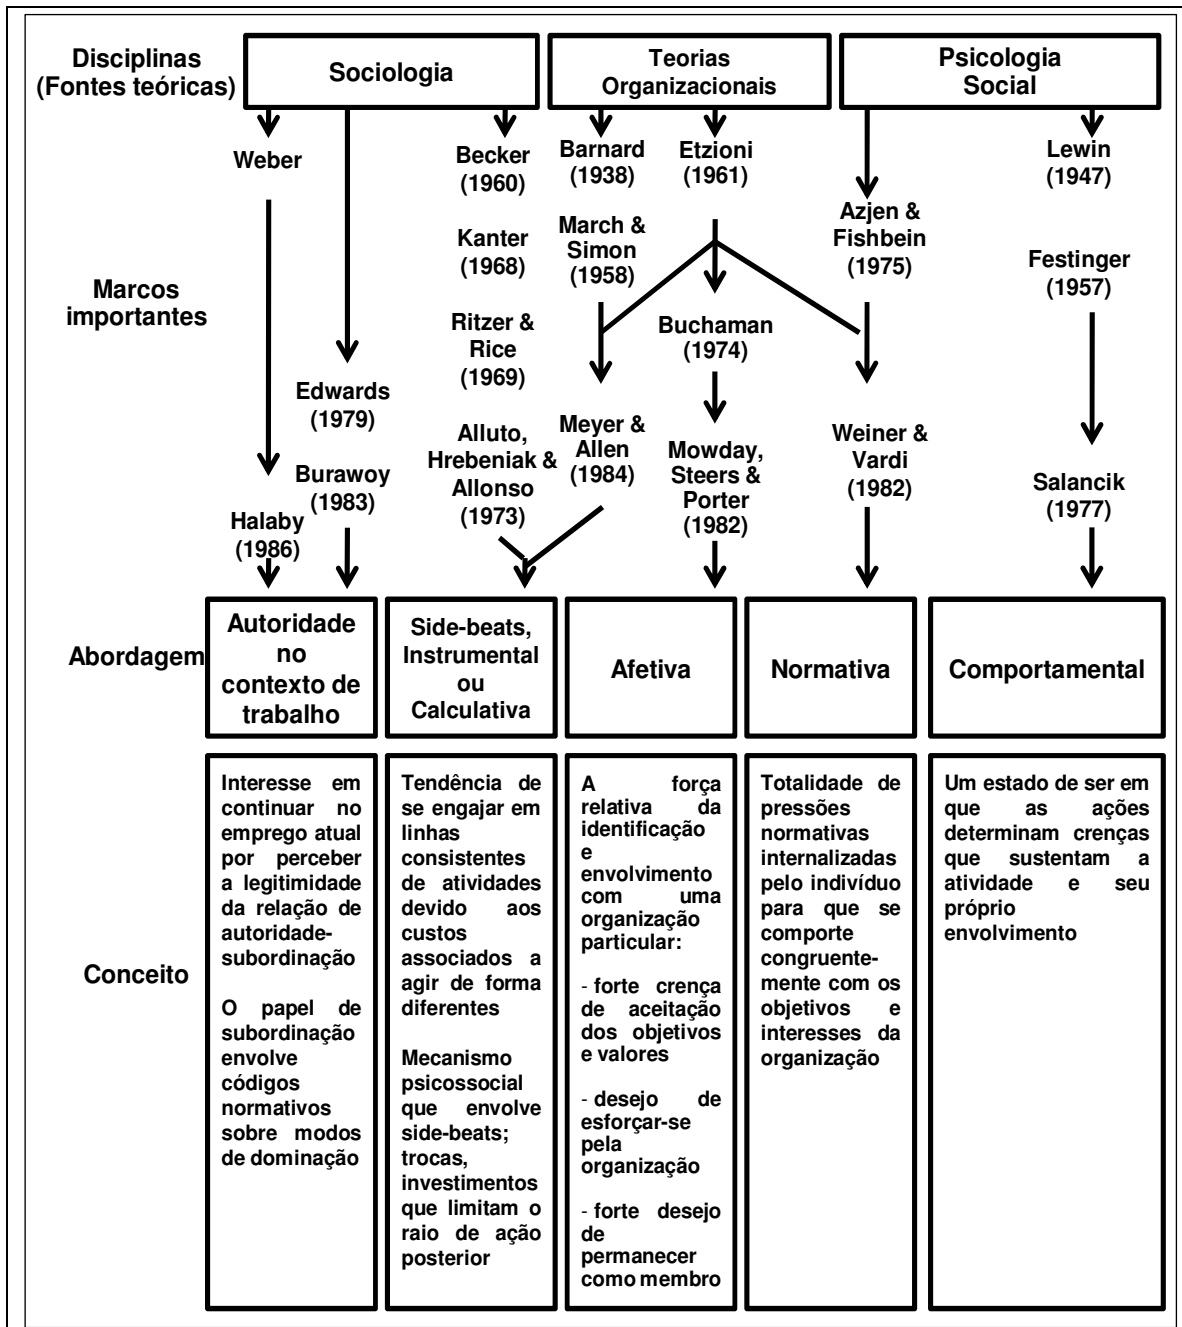 Disciplinas
(Fontes teóricas)
Sociologia
Teorias
Organizacionais
Psicologia
Social
Marcos
importantes
Weber
Halaby
(1986)
Edwards
(1979)
Burawoy
(1983)
Becker
(1960)
Kanter
(1968)
Ritzer &
Rice
(1969)
Alluto,
Hrebeniak &
Allonso
(1973)
Barnard
(1938)
March &
Simon
(1958)
Meyer &
Allen
(1984)
Etzioni
(1961)
Buchaman
(1974)
Mowday,
Steers &
Porter
(1982)
Azjen &
Fishbein
(1975)
Weiner &
Vardi
(1982)
Lewin
(1947)
Festinger
(1957)
Salancik
(1977)
Abordagem
Autoridade
no
contexto de
trabalho
Side-beats,
Instrumental
ou
Calculativa
Afetiva
Normativa
Comportamental
Conceito
Interesse em
continuar no
emprego atual
por perceber
a legitimidade
da relação de
autoridade-
subordinação
O papel de
subordinação
envolve
códigos
normativos
sobre modos
de dominação
Tendência de
se engajar em
linhas
consistentes
de atividades
devido aos
custos
associados a
agir de forma
diferentes
Mecanismo
psicossocial
que envolve
side-beats;
trocas,
investimentos
que limitam o
raio de ação
posterior
A força
relativa da
identificação
e
envolvimento
com uma
organização
particular:
- forte crença
de aceitação
dos objetivos
e valores
- desejo de
esforçar-se
pela
organização
- forte desejo
de
permanecer
como membro
Totalidade de
pressões
normativas
internalizadas
pelo indivíduo
para que se
comporte
congruente-
mente com os
objetivos e
interesses da
organização
Um estado de ser em
que as ações
determinam crenças
que sustentam a
atividade e seu
próprio
envolvimento